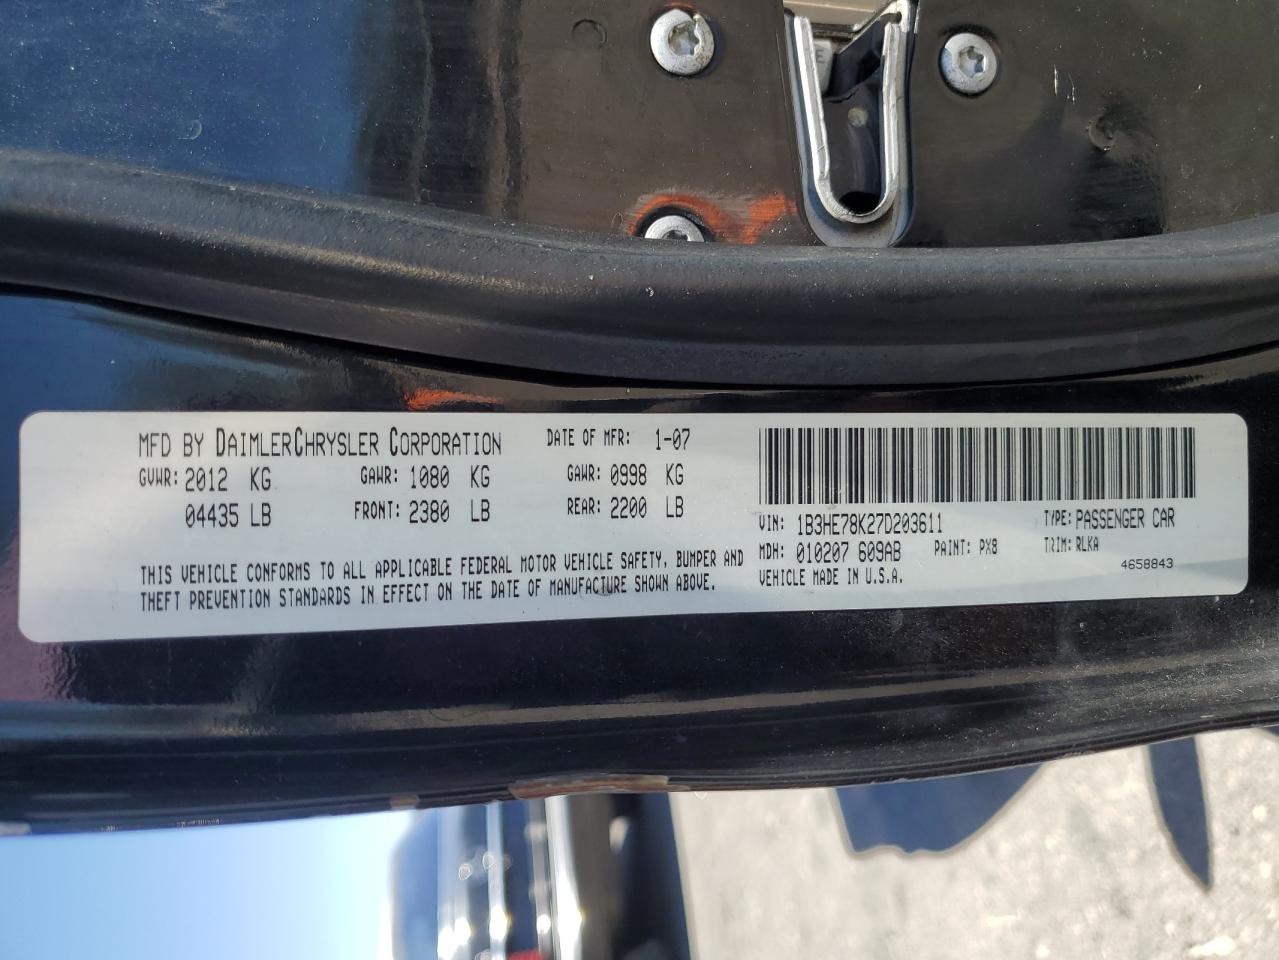 MFD BY DAIMLERCHRYSLER CORPORATION DATE OF MFR: 1-07
GVWR: 2012 KG GAWR: 1080 KG GAWR: 0998 KG
04435 LB FRONT: 2380 LB REAR: 2200 LB
THIS VEHICLE CONFORMS TO ALL APPLICABLE FEDERAL MOTOR VEHICLE SAFETY, BUMPER AND
THEFT PREVENTION STANDARDS IN EFFECT ON THE DATE OF MANUFACTURE SHOWN ABOVE.
VIN: 1B3HE78K27D203611 TYPE: PASSENGER CAR
MDH: 010207 609AB PAINT: PX8 TRIM: RLKA
VEHICLE MADE IN U.S.A. 4658843